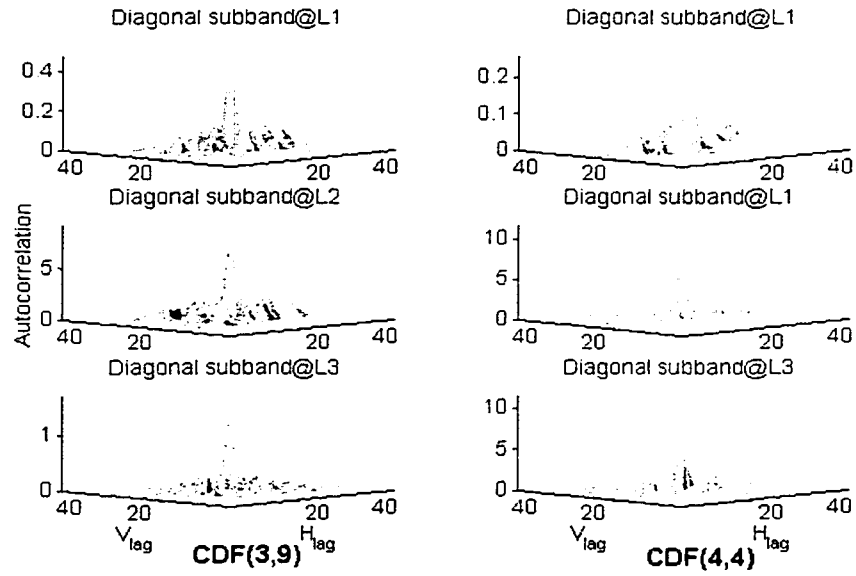 Diagonal subband@L1
0.4
0.2
0
40 20 20 40
Diagonal subband@L2
5
0
40 20 20 40
Diagonal subband@L3
1
0
40 20 20 40
Autocorrelation
Vlag Hlag
CDF(3,9)
Diagonal subband@L1
0.2
0.1
0
40 20 20 40
Diagonal subband@L1
10
5
0
40 20 20 40
Diagonal subband@L3
10
5
0
40 20 20 40
Vlag Hlag
CDF(4,4)